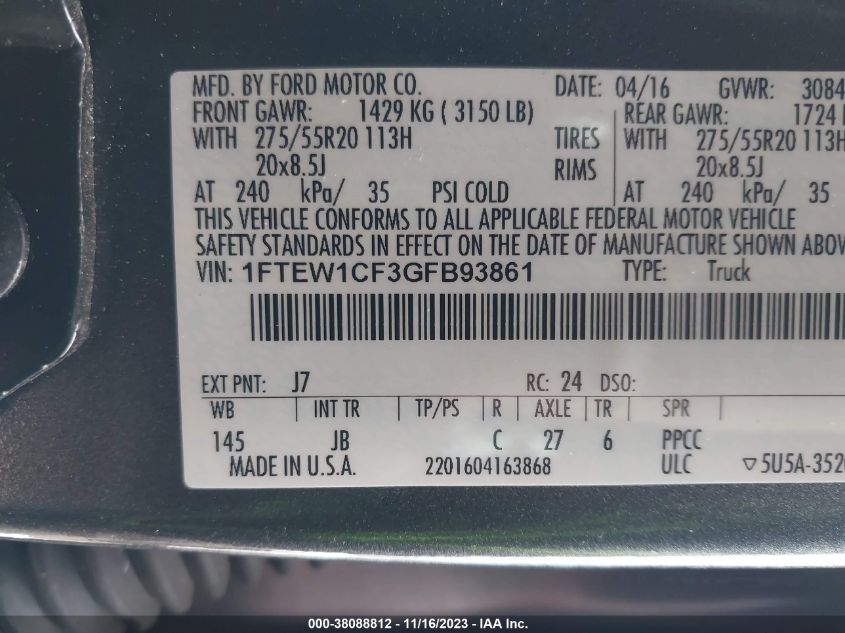 MFD. BY FORD MOTOR CO. DATE: 04/16 GVWR: 3084
FRONT GAWR: 1429 KG ( 3150 LB) REAR GAWR: 1724
WITH 275/55R20 113H TIRES WITH 275/55R20 113H
20x8.5J RIMS 20x8.5J
AT 240 kPa/ 35 PSI COLD AT 240 kPa/ 35
THIS VEHICLE CONFORMS TO ALL APPLICABLE FEDERAL MOTOR VEHICLE
SAFETY STANDARDS IN EFFECT ON THE DATE OF MANUFACTURE SHOWN ABOV
VIN: 1FTEW1CF3GFB93861 TYPE: Truck
EXT PNT: J7 RC: 24 DSO:
WB INT TR TP/PS R AXLE TR SPR
145 JB C 27 6 PPCC
MADE IN U.S.A. 2201604163868 ULC ▽5U5A-352
000-38088812 - 11/16/2023 - IAA Inc.